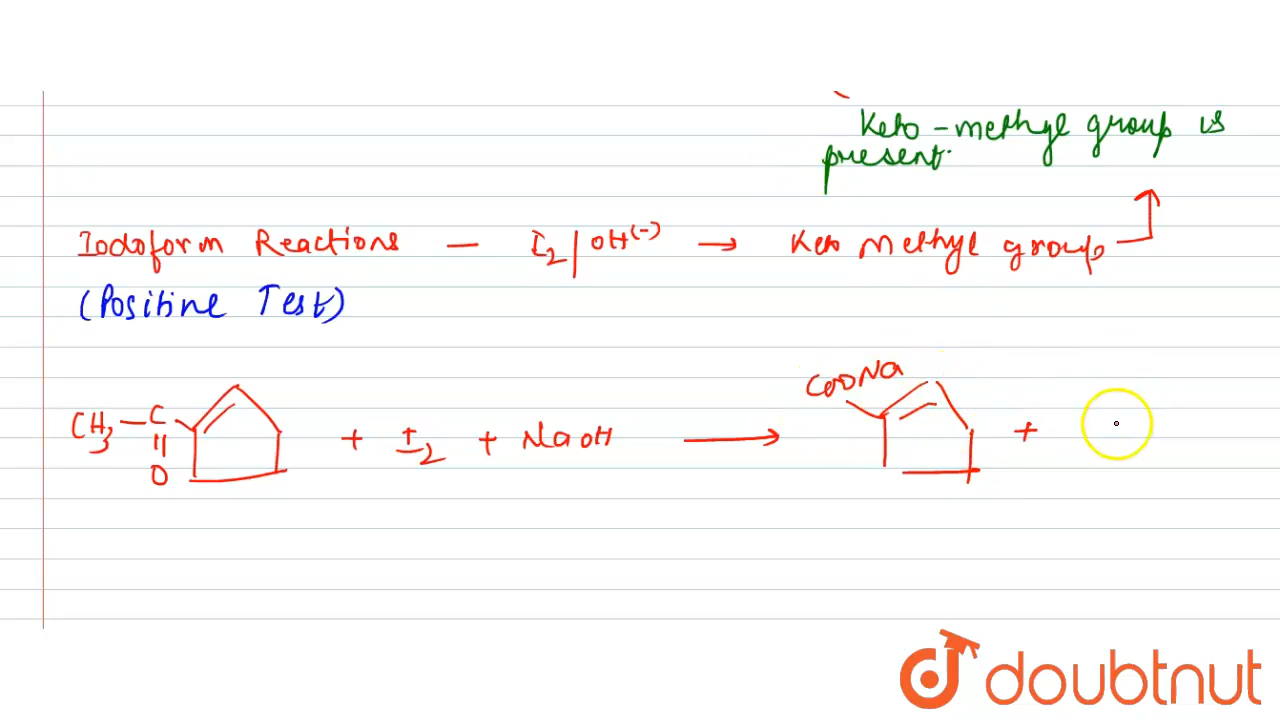 Keto - methyl group is
present.
Iodoform Reactions — I2 | OH(-) → Keto Methyl group
(Positive Test)
COONa
CH3 — C + I2 + NaOH → +
O
doubtnut